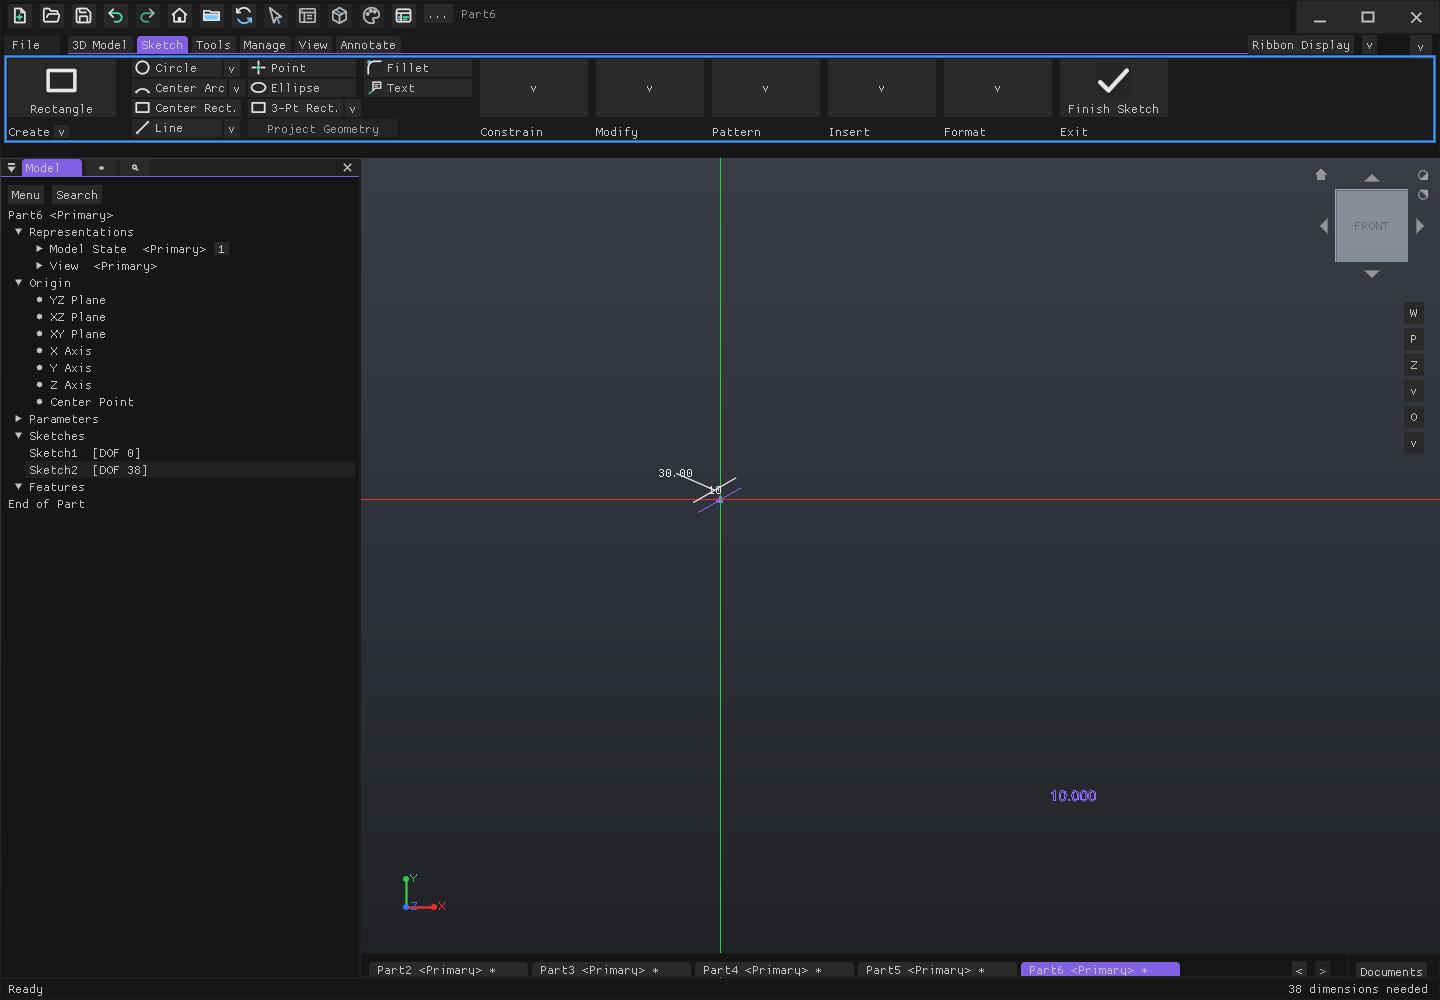 ... Part6
File 3D Model Sketch Tools Manage View Annotate Ribbon Display v v
Circle v Point Fillet
Center Arc v Ellipse Text
Rectangle Center Rect. 3-Pt Rect. v v v v v v Finish Sketch
Create v Line v Project Geometry Constrain Modify Pattern Insert Format Exit
Model
Menu Search
Part6 <Primary>
Representations
Model State <Primary> 1
View <Primary>
Origin
YZ Plane
XZ Plane
XY Plane
X Axis
Y Axis
Z Axis
Center Point
Parameters
Sketches
Sketch1 [DOF 0]
Sketch2 [DOF 38]
Features
End of Part
FRONT
W
P
Z
v
O
v
30.00
10
10.000
Y
Z X
Part2 <Primary> * Part3 <Primary> * Part4 <Primary> * Part5 <Primary> * Part6 <Primary> * < > Documents
Ready 38 dimensions needed